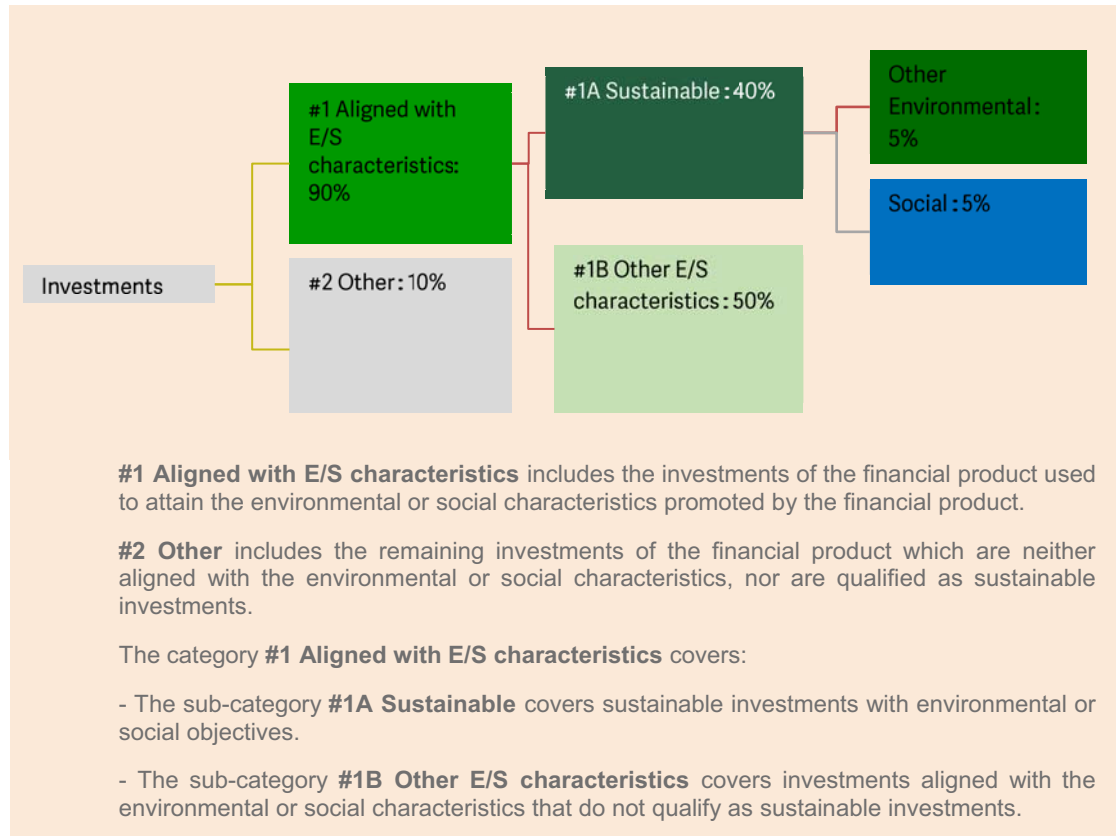 #1 Aligned with
E/S
characteristics:
90%
#1A Sustainable: 40%
Other
Environmental:
5%
Social: 5%
Investments
#2 Other: 10%
#1B Other E/S
characteristics: 50%
#1 Aligned with E/S characteristics includes the investments of the financial product used
to attain the environmental or social characteristics promoted by the financial product.
#2 Other includes the remaining investments of the financial product which are neither
aligned with the environmental or social characteristics, nor are qualified as sustainable
investments.
The category #1 Aligned with E/S characteristics covers:
- The sub-category #1A Sustainable covers sustainable investments with environmental or
social objectives.
- The sub-category #1B Other E/S characteristics covers investments aligned with the
environmental or social characteristics that do not qualify as sustainable investments.